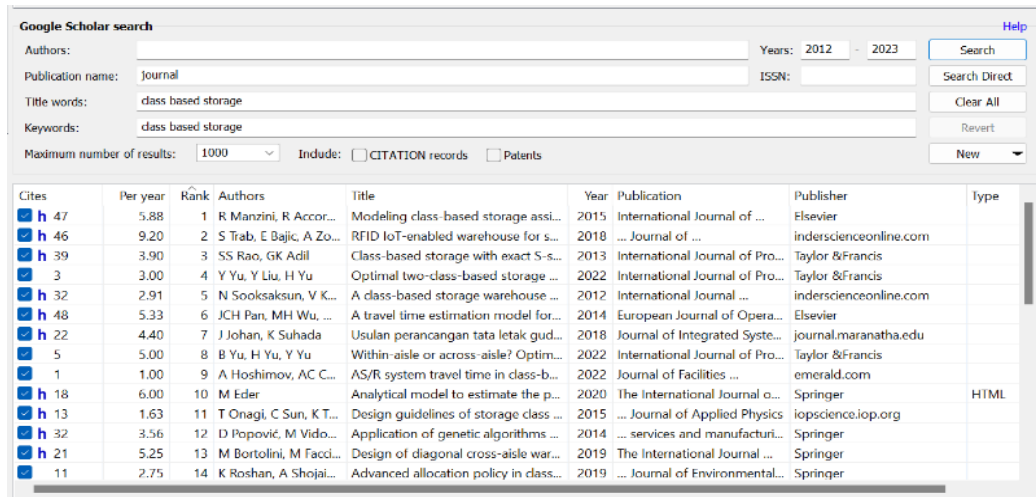 Google Scholar search Help
Authors: Years: 2012 - 2023 Search
Publication name: journal ISSN: Search Direct
Title words: class based storage Clear All
Keywords: class based storage Revert
Maximum number of results: 1000 Include: CITATION records Patents New
Cites Per year Rank Authors Title Year Publication Publisher Type
h 47 5.88 1 R Manzini, R Accor... Modeling class-based storage assi... 2015 International Journal of ... Elsevier
h 46 9.20 2 S Trab, E Bajic, A Zo... RFID IoT-enabled warehouse for s... 2018 ... Journal of ... inderscienceonline.com
h 39 3.90 3 SS Rao, GK Adil Class-based storage with exact S-s... 2013 International Journal of Pro... Taylor &Francis
3 3.00 4 Y Yu, Y Liu, H Yu Optimal two-class-based storage ... 2022 International Journal of Pro... Taylor &Francis
h 32 2.91 5 N Sooksaksun, V K... A class-based storage warehouse ... 2012 International Journal ... inderscienceonline.com
h 48 5.33 6 JCH Pan, MH Wu, ... A travel time estimation model for... 2014 European Journal of Opera... Elsevier
h 22 4.40 7 J Johan, K Suhada Usulan perancangan tata letak gud... 2018 Journal of Integrated Syste... journal.maranatha.edu
5 5.00 8 B Yu, H Yu, Y Yu Within-aisle or across-aisle? Optim... 2022 International Journal of Pro... Taylor &Francis
1 1.00 9 A Hoshimov, AC C... AS/R system travel time in class-b... 2022 Journal of Facilities ... emerald.com
h 18 6.00 10 M Eder Analytical model to estimate the p... 2020 The International Journal o... Springer HTML
h 13 1.63 11 T Onagi, C Sun, K T... Design guidelines of storage class ... 2015 ... Journal of Applied Physics iopscience.iop.org
h 32 3.56 12 D Popović, M Vido... Application of genetic algorithms ... 2014 ... services and manufacturi... Springer
h 21 5.25 13 M Bortolini, M Facci... Design of diagonal cross-aisle war... 2019 The International Journal ... Springer
11 2.75 14 K Roshan, A Shojai... Advanced allocation policy in class... 2019 ... Journal of Environmental... Springer